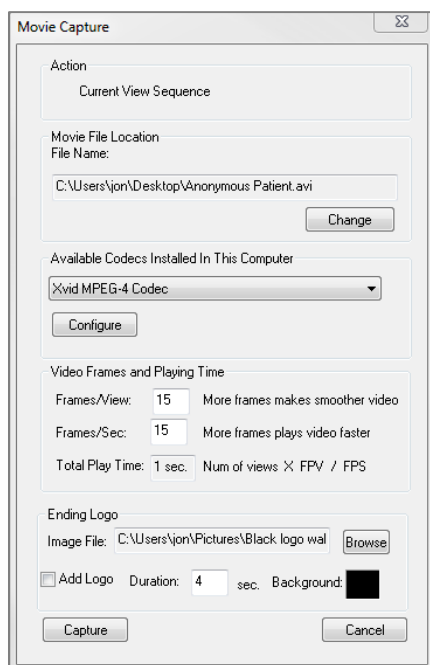 Movie Capture
Action
Current View Sequence
Movie File Location
File Name:
C:\Users\jon\Desktop\Anonymous Patient.avi
Change
Available Codecs Installed In This Computer
Xvid MPEG-4 Codec
Configure
Video Frames and Playing Time
Frames/View: 15 More frames makes smoother video
Frames/Sec: 15 More frames plays video faster
Total Play Time: 1 sec. Num of views X FPV / FPS
Ending Logo
Image File: C:\Users\jon\Pictures\Black logo wal Browse
Add Logo Duration: 4 sec. Background:
Capture Cancel